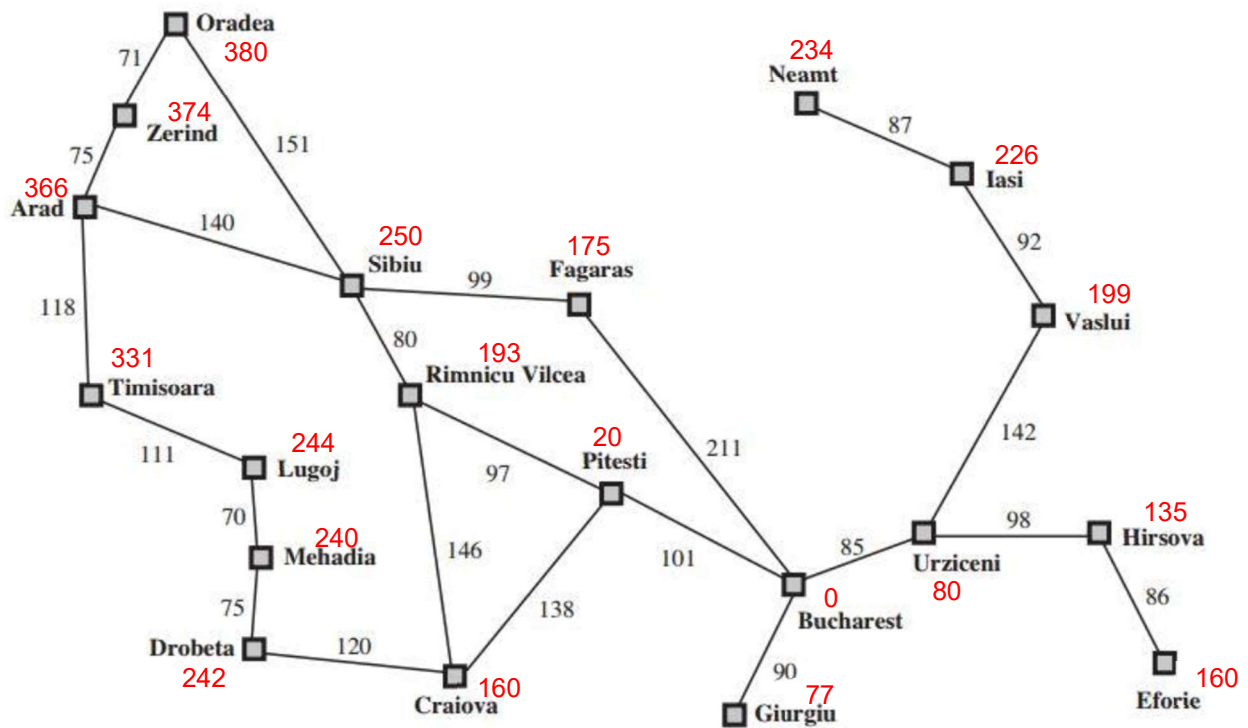 Oradea
380
71
374
Zerind
75
151
366
Arad
140
234
Neamt
87
226
Iasi
92
250
Sibiu
99
175
Fagaras
199
Vaslui
118
80
331
Timisoara
193
Rimnicu Vilcea
111
244
Lugoj
97
20
Pitesti
211
142
70
240
Mehadia
146
101
85
98
135
Hirsova
Urziceni
80
75
138
0
Bucharest
86
Drobeta
242
120
Craiova
160
90
77
Giurgiu
160
Eforie